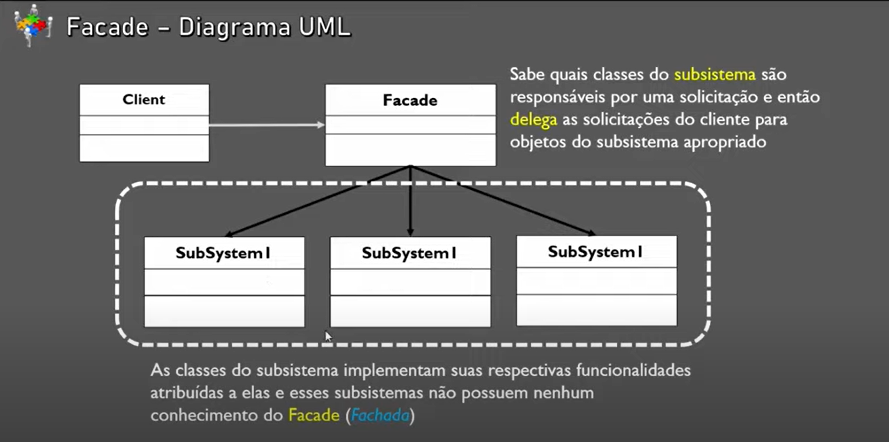 Facade – Diagrama UML
Client
Facade
Sabe quais classes do subsistema são
responsáveis por uma solicitação e então
delega as solicitações do cliente para
objetos do subsistema apropriado
SubSystem1
SubSystem1
SubSystem1
As classes do subsistema implementam suas respectivas funcionalidades
atribuídas a elas e esses subsistemas não possuem nenhum
conhecimento do Facade (Fachada)